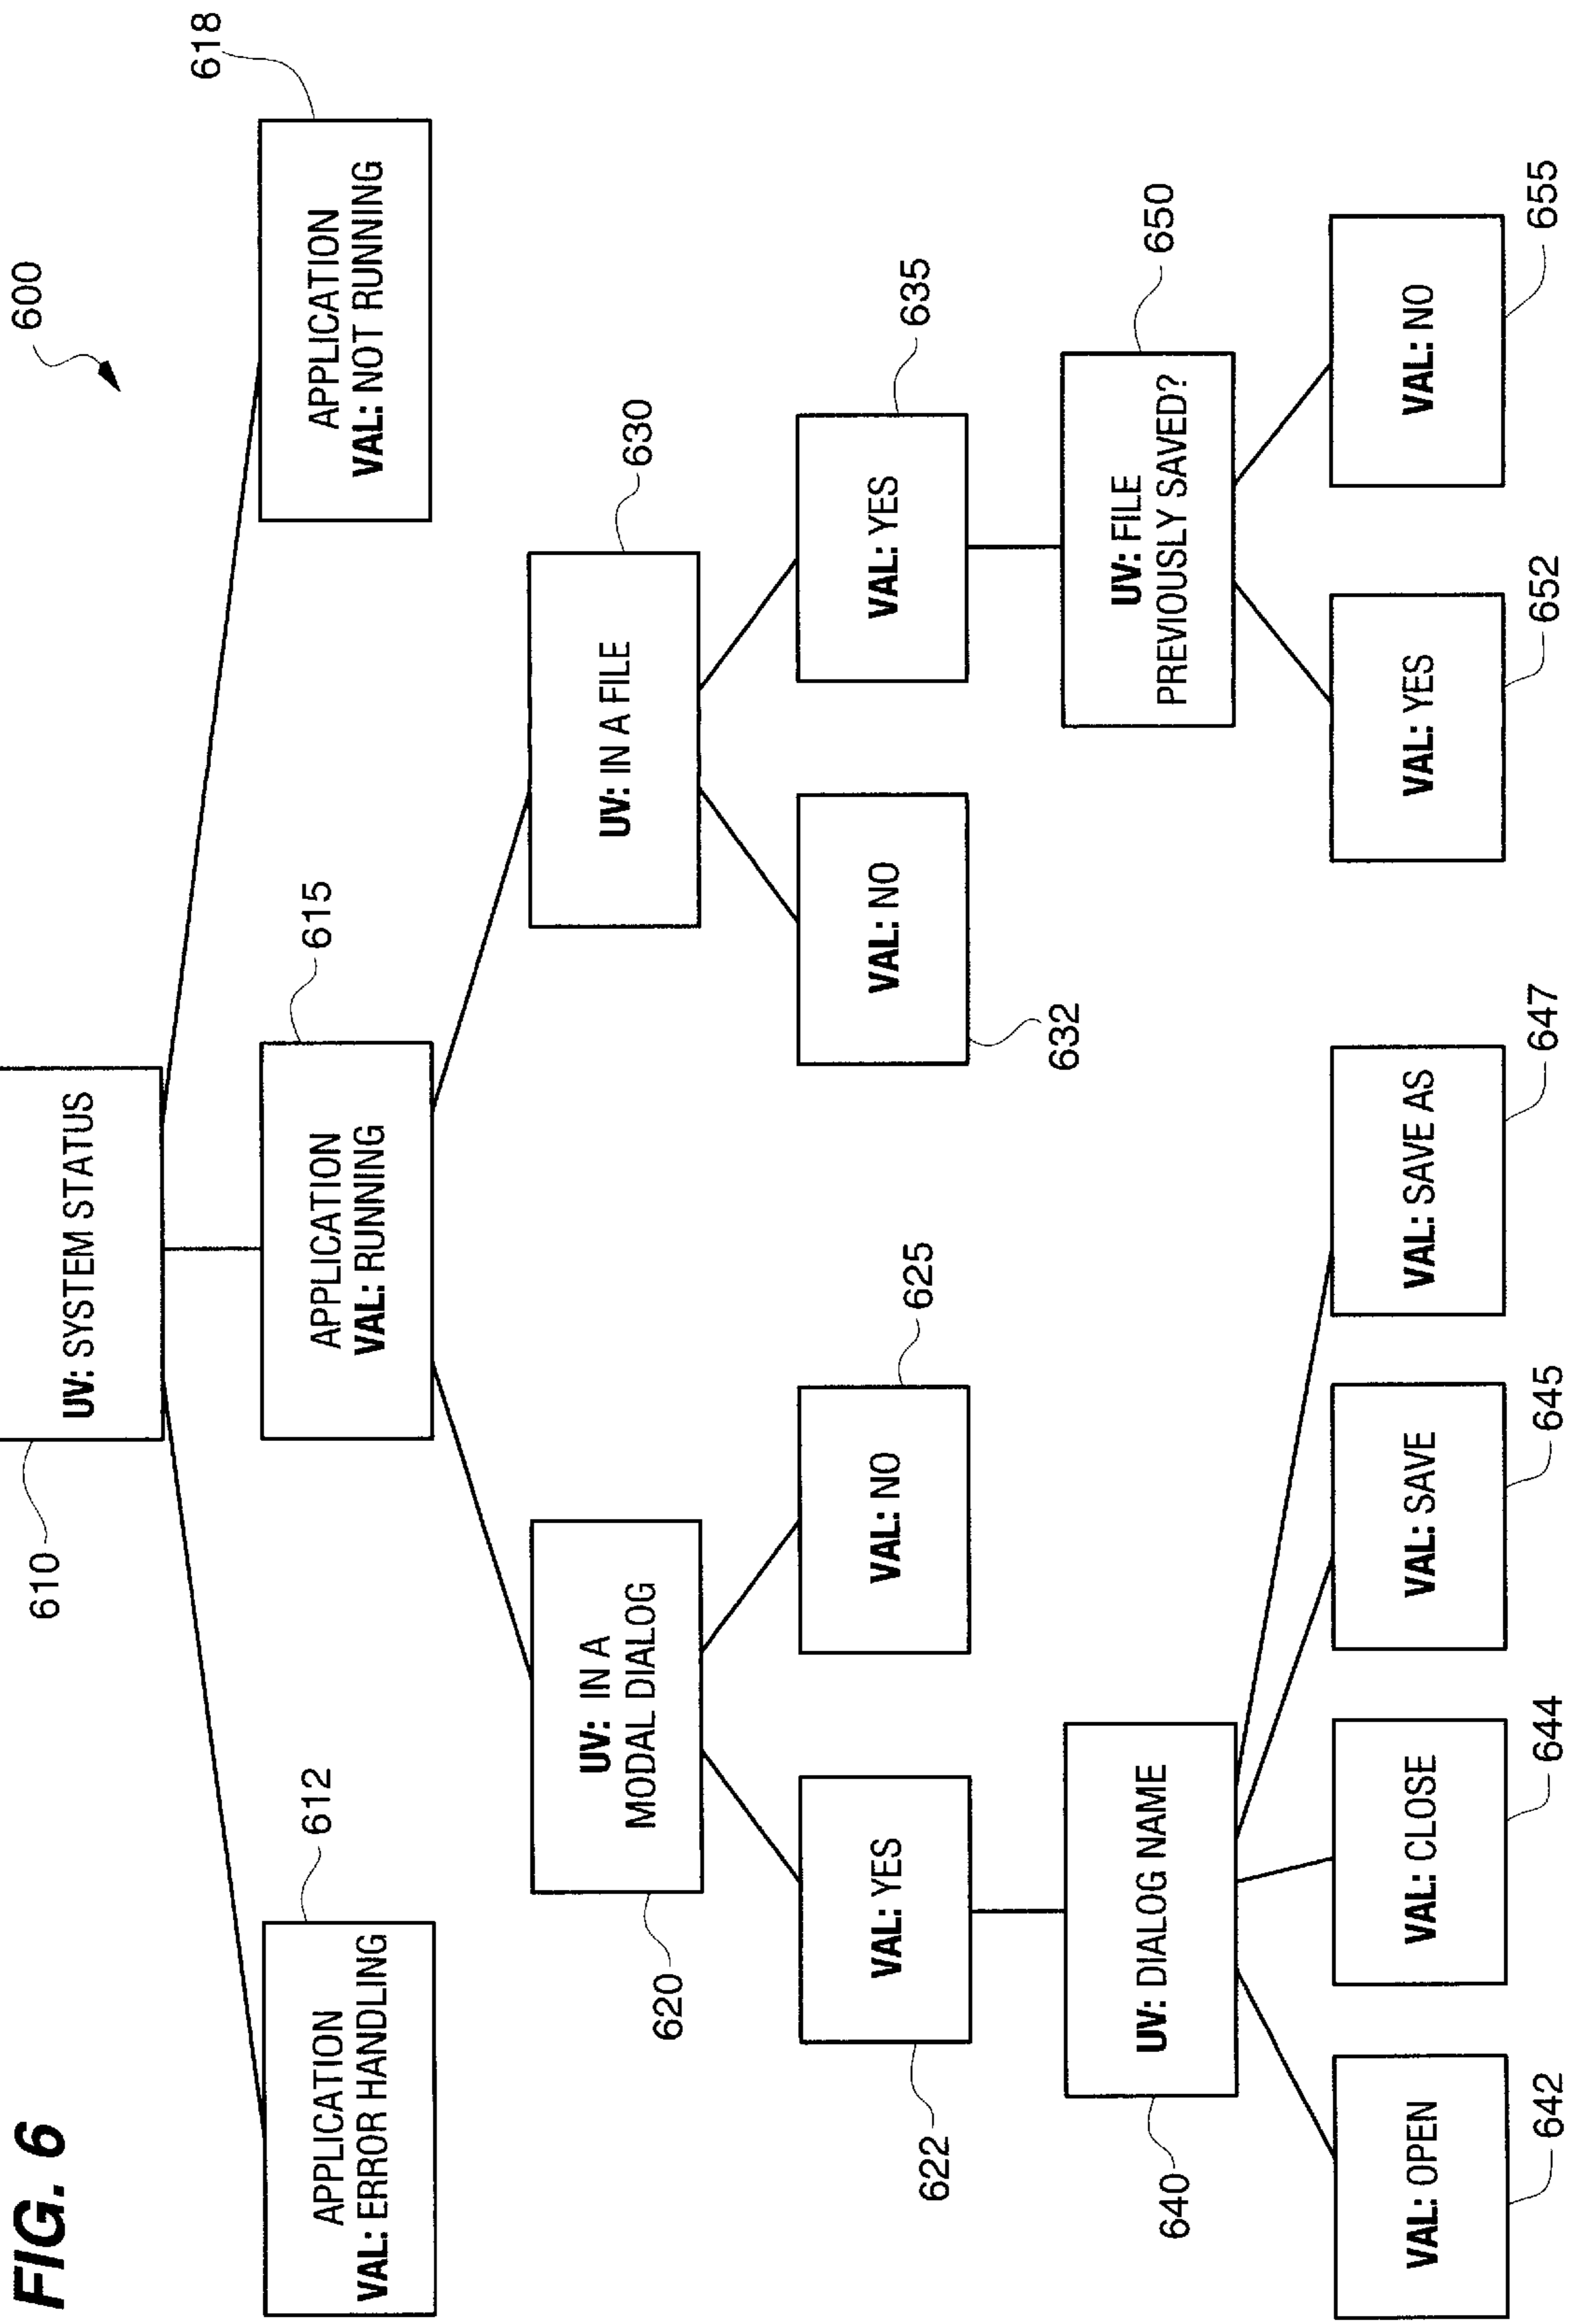 FIG. 6
600
610
UV: SYSTEM STATUS
612
APPLICATION
VAL: ERROR HANDLING
615
APPLICATION
VAL: RUNNING
618
APPLICATION
VAL: NOT RUNNING
620
UV: IN A
MODAL DIALOG
630
UV: IN A FILE
622
VAL: YES
625
VAL: NO
632
VAL: NO
635
VAL: YES
640
UV: DIALOG NAME
650
UV: FILE
PREVIOUSLY SAVED?
VAL: OPEN
642
VAL: CLOSE
644
VAL: SAVE
645
VAL: SAVE AS
647
VAL: YES
652
VAL: NO
655